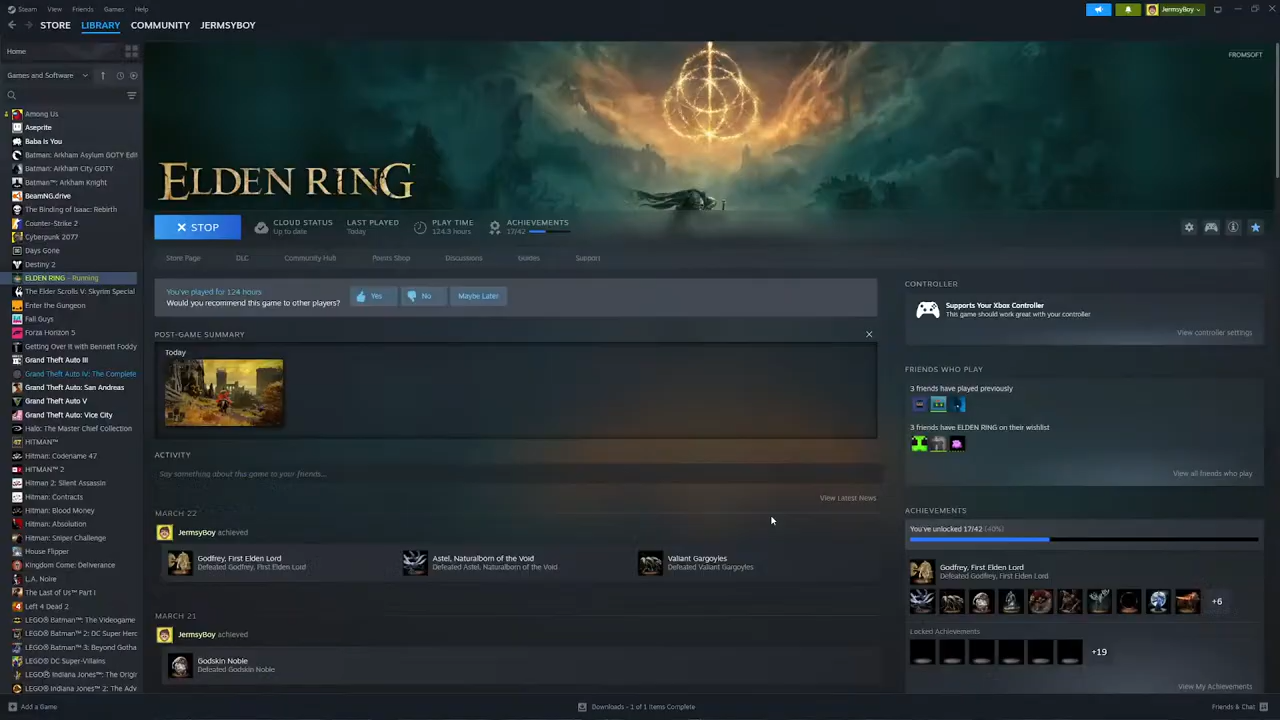 Steam View Friends Games Help
JermsyBoy
STORE LIBRARY COMMUNITY JERMSYBOY
Home
Games and Software
Among Us
Aseprite
Baba Is You
Batman: Arkham Asylum GOTY Edit
Batman: Arkham City GOTY
Batman™: Arkham Knight
BeamNG.drive
The Binding of Isaac: Rebirth
Counter-Strike 2
Cyberpunk 2077
Days Gone
Destiny 2
ELDEN RING - Running
The Elder Scrolls V: Skyrim Special
Enter the Gungeon
Fall Guys
Forza Horizon 5
Getting Over It with Bennett Foddy
Grand Theft Auto III
Grand Theft Auto IV: The Complete
Grand Theft Auto: San Andreas
Grand Theft Auto V
Grand Theft Auto: Vice City
Halo: The Master Chief Collection
HITMAN™
Hitman: Codename 47
HITMAN™ 2
Hitman 2: Silent Assassin
Hitman: Contracts
Hitman: Blood Money
Hitman: Absolution
Hitman: Sniper Challenge
House Flipper
Kingdom Come: Deliverance
L.A. Noire
The Last of Us™ Part I
Left 4 Dead 2
LEGO® Batman™: The Videogame
LEGO® Batman™ 2: DC Super Herc
LEGO® Batman™ 3: Beyond Gotha
LEGO® DC Super-Villains
LEGO® Indiana Jones™: The Origin
LEGO® Indiana Jones™ 2: The Adv
Add a Game
FROMSOFT
ELDEN RING
STOP
CLOUD STATUS
Up to date
LAST PLAYED
Today
PLAY TIME
124.3 hours
ACHIEVEMENTS
17/42
Store Page DLC Community Hub Points Shop Discussions Guides Support
You've played for 124 hours
Would you recommend this game to other players?
Yes No Maybe Later
POST-GAME SUMMARY
Today
ACTIVITY
Say something about this game to your friends...
View Latest News
MARCH 22
JermsyBoy achieved
Godfrey, First Elden Lord
Defeated Godfrey, First Elden Lord
Astel, Naturalborn of the Void
Defeated Astel, Naturalborn of the Void
Valiant Gargoyles
Defeated Valiant Gargoyles
MARCH 21
JermsyBoy achieved
Godskin Noble
Defeated Godskin Noble
CONTROLLER
Supports Your Xbox Controller
This game should work great with your controller
View controller settings
FRIENDS WHO PLAY
3 friends have played previously
3 friends have ELDEN RING on their wishlist
View all friends who play
ACHIEVEMENTS
You've unlocked 17/42 (40%)
Godfrey, First Elden Lord
Defeated Godfrey, First Elden Lord
+6
Locked Achievements
+19
View My Achievements
Downloads - 1 of 1 Items Complete
Friends & Chat